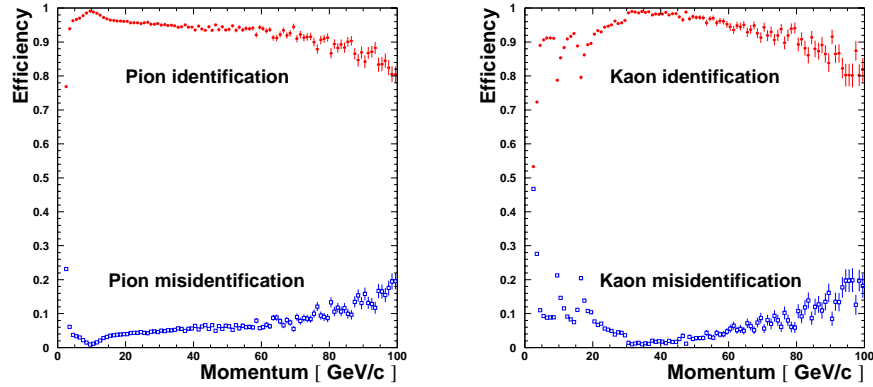 Efficiency
1
0.9
0.8
0.7
0.6
0.5
0.4
0.3
0.2
0.1
0
Pion identification
Pion misidentification
0 20 40 60 80 100
Momentum [ GeV/c ]
Efficiency
1
0.9
0.8
0.7
0.6
0.5
0.4
0.3
0.2
0.1
0
Kaon identification
Kaon misidentification
0 20 40 60 80 100
Momentum [ GeV/c ]